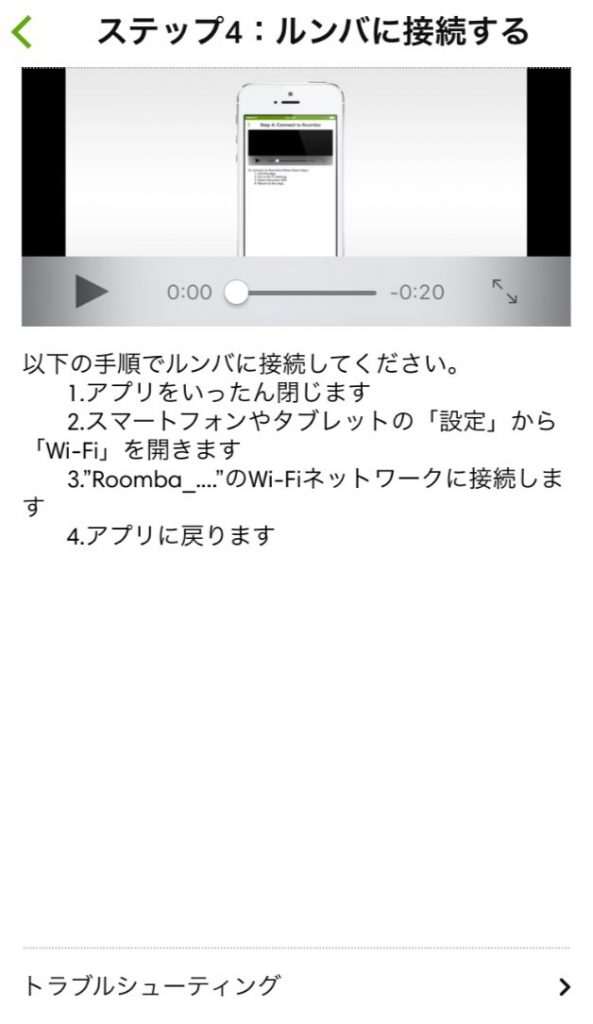 ステップ4：ルンバに接続する
Step 4: Connect to Roomba
0:00
-0:20
以下の手順でルンバに接続してください。
1.アプリをいったん閉じます
2.スマートフォンやタブレットの「設定」から
「Wi-Fi」を開きます
3.”Roomba_....”のWi-Fiネットワークに接続しま
す
4.アプリに戻ります
トラブルシューティング